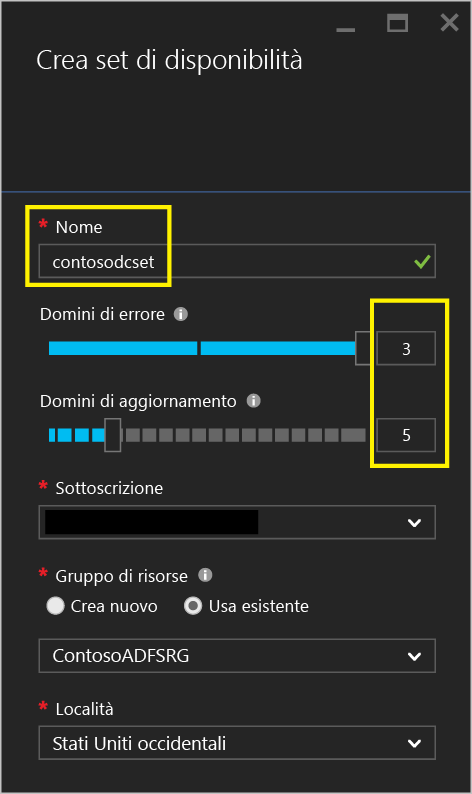 Crea set di disponibilità
* Nome
contosodcset
Domini di errore
3
Domini di aggiornamento
5
* Sottoscrizione
* Gruppo di risorse
Crea nuovo Usa esistente
ContosoADFSRG
* Località
Stati Uniti occidentali